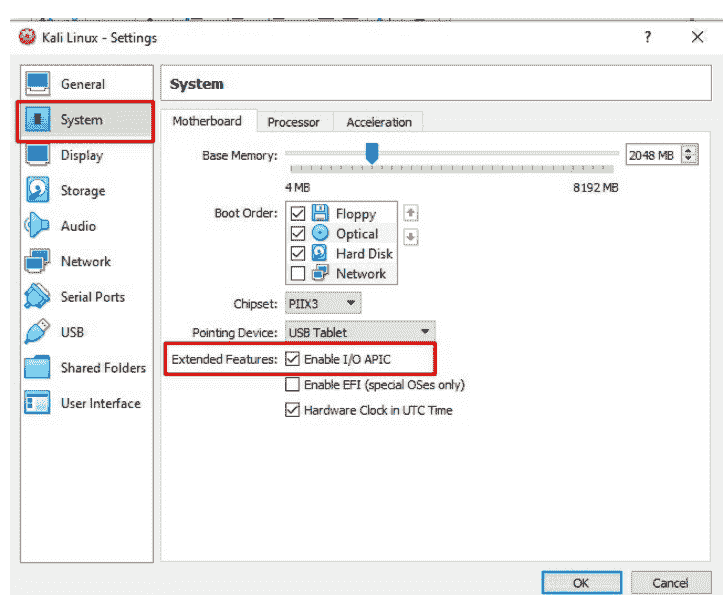 Kali Linux - Settings
? X
General
System
Display
Storage
Audio
Network
Serial Ports
USB
Shared Folders
User Interface
System
Motherboard Processor Acceleration
Base Memory: 2048 MB
4 MB 8192 MB
Boot Order: Floppy
Optical
Hard Disk
Network
Chipset: PIIX3
Pointing Device: USB Tablet
Extended Features: Enable I/O APIC
Enable EFI (special OSes only)
Hardware Clock in UTC Time
OK Cancel